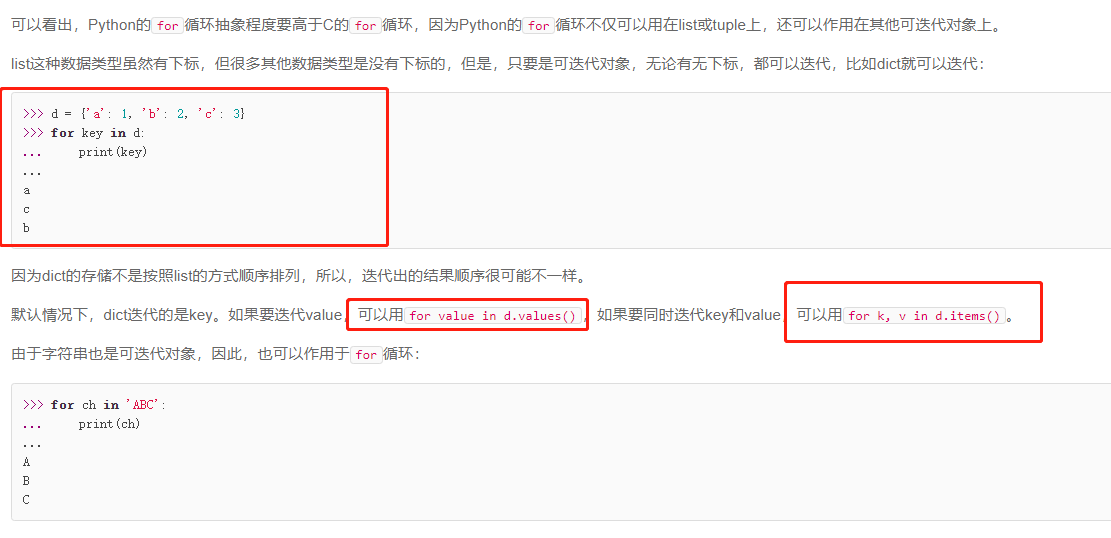 可以看出，Python的for循环抽象程度要高于C的for循环，因为Python的for循环不仅可以用在list或tuple上，还可以作用在其他可迭代对象上。
list这种数据类型虽然有下标，但很多其他数据类型是没有下标的，但是，只要是可迭代对象，无论有无下标，都可以迭代，比如dict就可以迭代：
>>> d = {'a': 1, 'b': 2, 'c': 3}
>>> for key in d:
...     print(key)
...
a
c
b
因为dict的存储不是按照list的方式顺序排列，所以，迭代出的结果顺序很可能不一样。
默认情况下，dict迭代的是key。如果要迭代value，可以用for value in d.values()，如果要同时迭代key和value，可以用for k, v in d.items()。
由于字符串也是可迭代对象，因此，也可以作用于for循环：
>>> for ch in 'ABC':
...     print(ch)
...
A
B
C